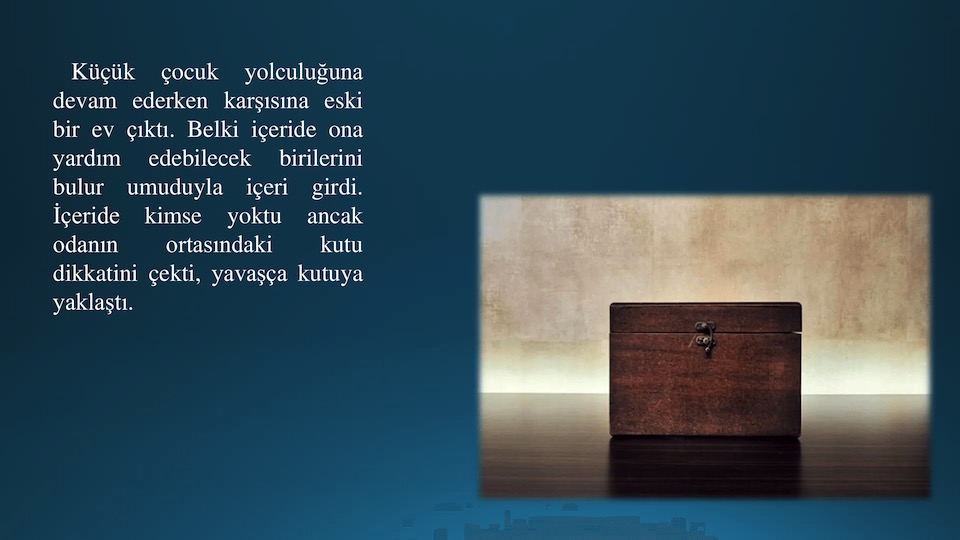 Küçük çocuk yolculuğuna
devam ederken karşısına eski
bir ev çıktı. Belki içeride ona
yardım edebilecek birilerini
bulur umuduyla içeri girdi.
İçeride kimse yoktu ancak
odanın ortasındaki kutu
dikkatini çekti, yavaşça kutuya
yaklaştı.